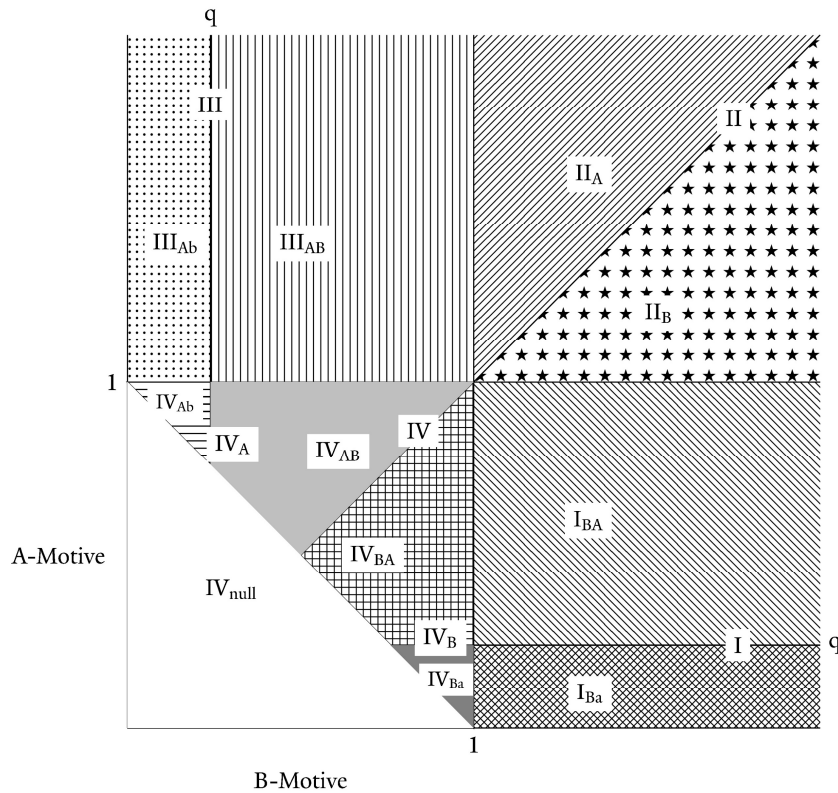 q
III
II
II_A
III_Ab
III_AB
II_B
1
IV_Ab
IV_A
IV_ΛB
IV
I_BA
A-Motive
IV_BA
IV_null
IV_B
I
q
IV_Ba
I_Ba
1
B-Motive